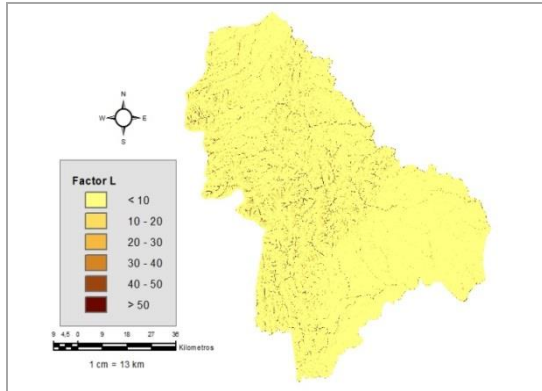 N
W E
S
Factor L
< 10
10 - 20
20 - 30
30 - 40
40 - 50
> 50
9 4,5 0 9 18 27 36
Kilometros
1 cm = 13 km